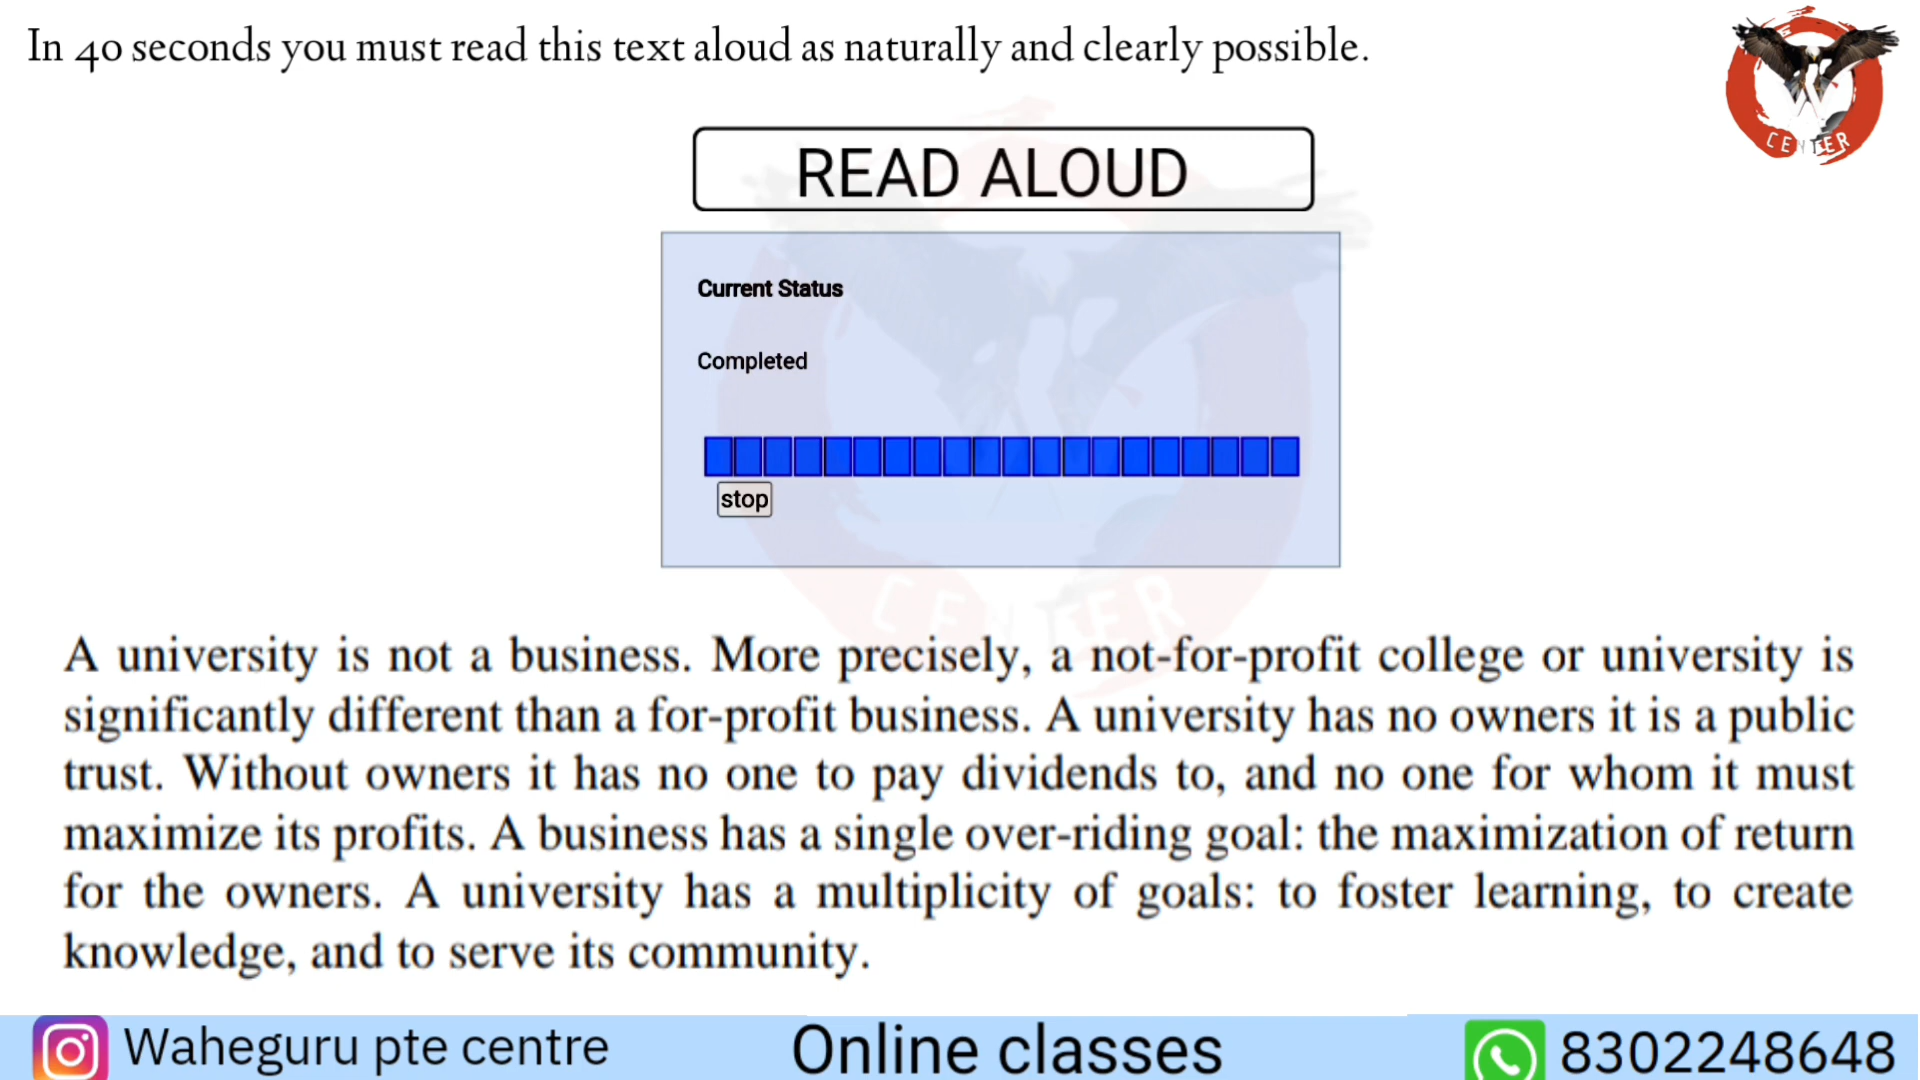 In 40 seconds you must read this text aloud as naturally and clearly possible.
CENTER
READ ALOUD
Current Status
Completed
stop
CENTER
A university is not a business. More precisely, a not-for-profit college or university is
significantly different than a for-profit business. A university has no owners it is a public
trust. Without owners it has no one to pay dividends to, and no one for whom it must
maximize its profits. A business has a single over-riding goal: the maximization of return
for the owners. A university has a multiplicity of goals: to foster learning, to create
knowledge, and to serve its community.
Waheguru pte centre
Online classes
8302248648